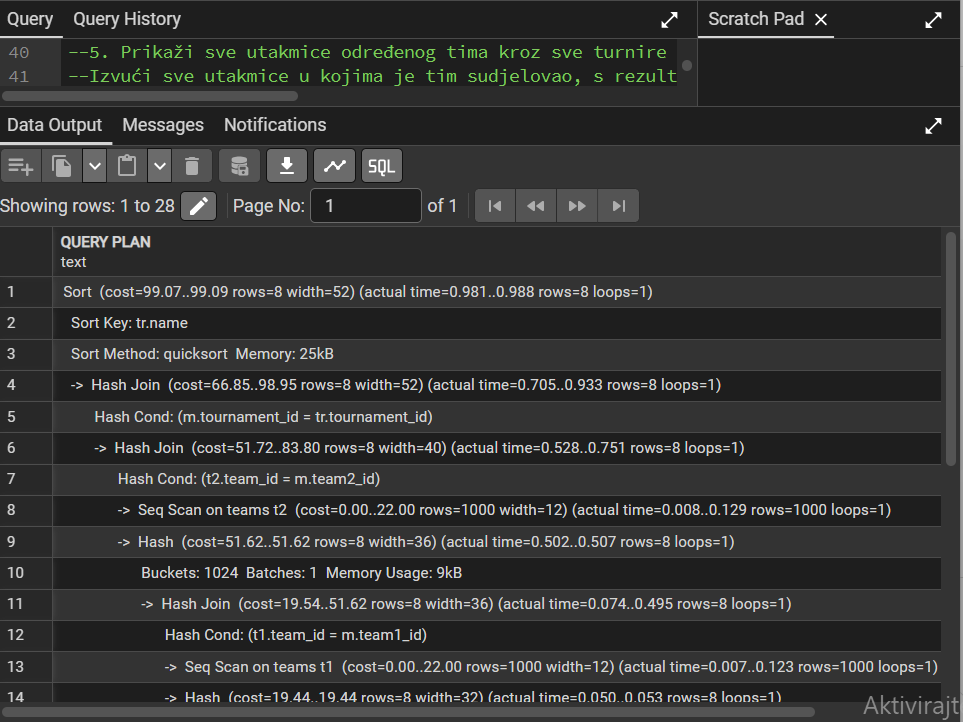 Query Query History Scratch Pad
40 --5. Prikaži sve utakmice određenog tima kroz sve turnire
41 --Izvući sve utakmice u kojima je tim sudjelovao, s rezult
Data Output Messages Notifications
SQL
Showing rows: 1 to 28 Page No: 1 of 1
QUERY PLAN
text
1 Sort (cost=99.07..99.09 rows=8 width=52) (actual time=0.981..0.988 rows=8 loops=1)
2 Sort Key: tr.name
3 Sort Method: quicksort Memory: 25kB
4 -> Hash Join (cost=66.85..98.95 rows=8 width=52) (actual time=0.705..0.933 rows=8 loops=1)
5 Hash Cond: (m.tournament_id = tr.tournament_id)
6 -> Hash Join (cost=51.72..83.80 rows=8 width=40) (actual time=0.528..0.751 rows=8 loops=1)
7 Hash Cond: (t2.team_id = m.team2_id)
8 -> Seq Scan on teams t2 (cost=0.00..22.00 rows=1000 width=12) (actual time=0.008..0.129 rows=1000 loops=1)
9 -> Hash (cost=51.62..51.62 rows=8 width=36) (actual time=0.502..0.507 rows=8 loops=1)
10 Buckets: 1024 Batches: 1 Memory Usage: 9kB
11 -> Hash Join (cost=19.54..51.62 rows=8 width=36) (actual time=0.074..0.495 rows=8 loops=1)
12 Hash Cond: (t1.team_id = m.team1_id)
13 -> Seq Scan on teams t1 (cost=0.00..22.00 rows=1000 width=12) (actual time=0.007..0.123 rows=1000 loops=1)
14 -> Hash (cost=19.44..19.44 rows=8 width=32) (actual time=0.050..0.053 rows=8 loops=1)
Aktivirajt